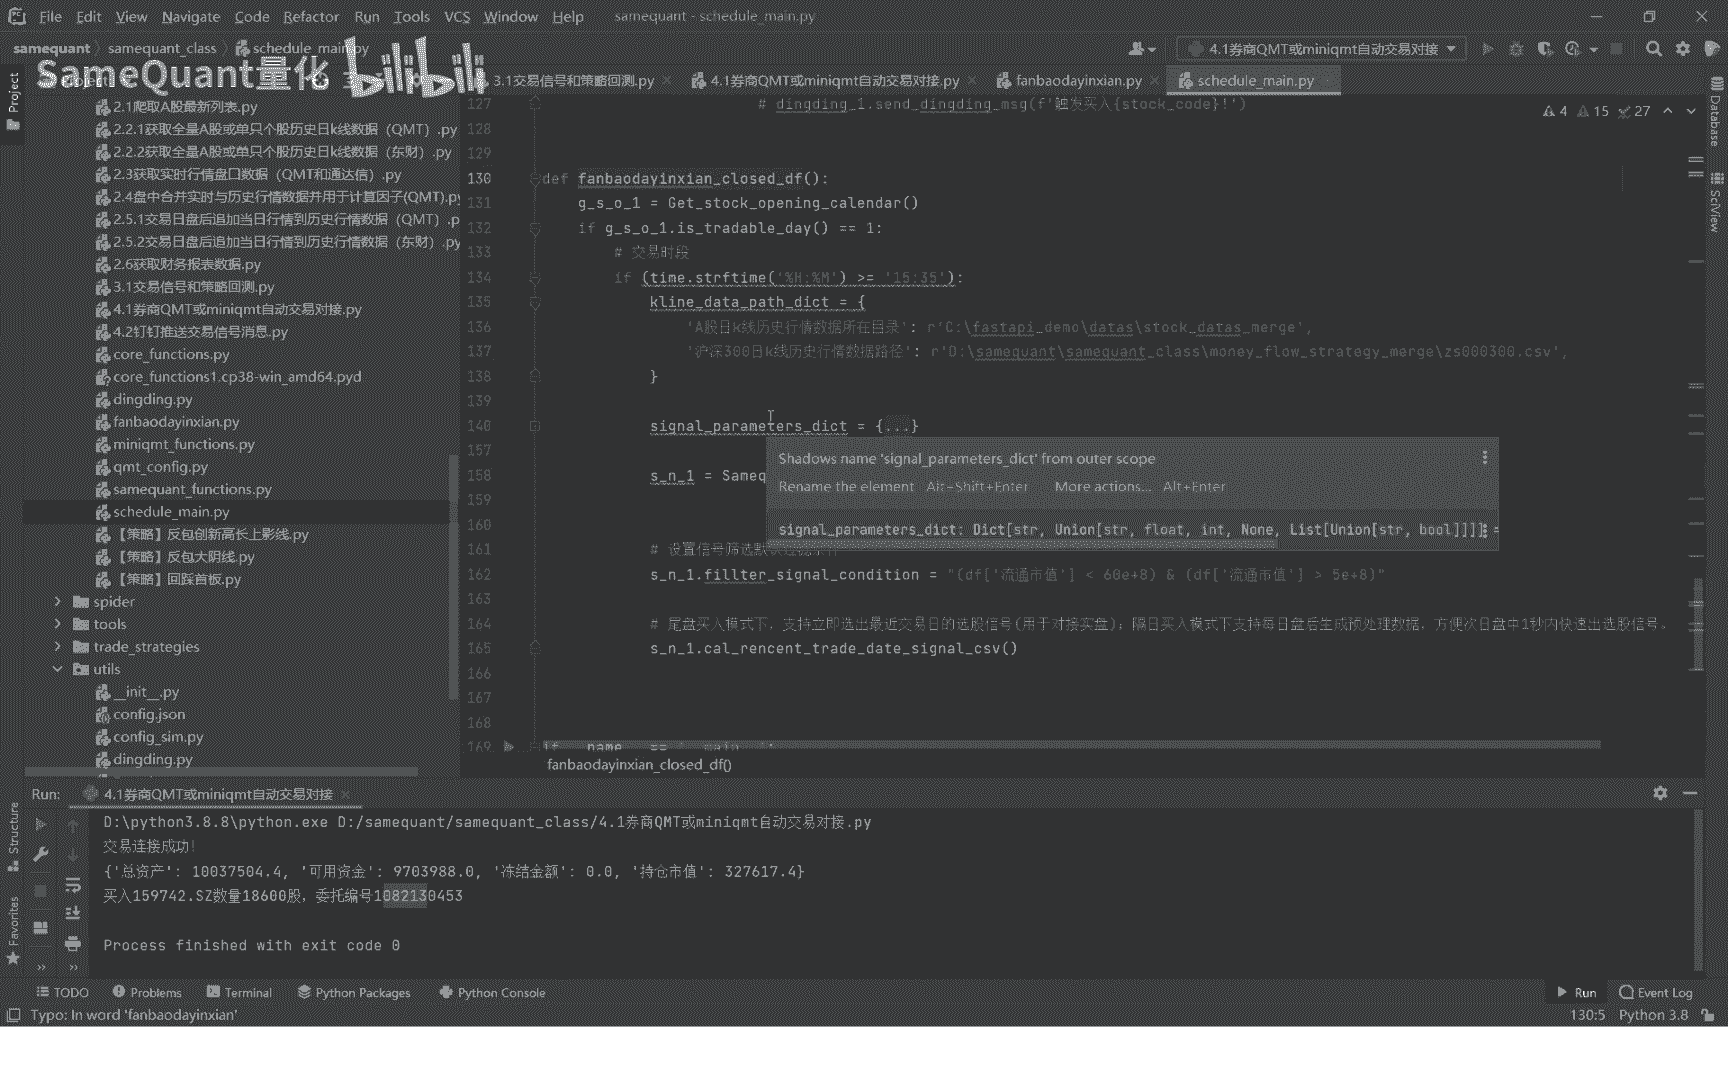 File Edit View Navigate Code Refactor Run Tools VCS Window Help samequant - schedule_main.py
samequant samequant_class schedule_main.py 4.1券商QMT或miniqmt自动交易对接
SameQuant量化 bilibili
3.1交易信号和策略回测.py 4.1券商QMT或miniqmt自动交易对接.py fanbaodayinxian.py schedule_main.py
Project
2.1爬取A股最新列表.py
2.2.1获取全量A股或单只个股历史日k线数据（QMT）.py
2.2.2获取全量A股或单只个股历史日k线数据（东财）.py
2.3获取实时行情盘口数据（QMT和通达信）.py
2.4盘中合并实时与历史行情数据并用于计算因子(QMT).py
2.5.1交易日盘后追加当日行情到历史行情数据（QMT）.py
2.5.2交易日盘后追加当日行情到历史行情数据（东财）.py
2.6获取财务报表数据.py
3.1交易信号和策略回测.py
4.1券商QMT或miniqmt自动交易对接.py
4.2钉钉推送交易信号消息.py
core_functions.py
core_functions1.cp38-win_amd64.pyd
dingding.py
fanbaodayinxian.py
miniqmt_functions.py
qmt_config.py
samequant_functions.py
schedule_main.py
【策略】反包创新高长上影线.py
【策略】反包大阴线.py
【策略】回踩首板.py
spider
tools
trade_strategies
utils
__init__.py
config.json
config_sim.py
dingding.py
4 15 27
127 # dingding_1.send_dingding_msg(f'触发买入{stock_code}!')
128
129
130 def fanbaodayinxian_closed_df():
131 g_s_o_1 = Get_stock_opening_calendar()
132 if g_s_o_1.is_tradable_day() == 1:
133 # 交易时段
134 if (time.strftime('%H:%M') >= '15:35'):
135 kline_data_path_dict = {
136 'A股日k线历史行情数据所在目录': r'C:\fastapi_demo\datas\stock_datas_merge',
137 '沪深300日k线历史行情数据路径': r'D:\samequant\samequant_class\money_flow_strategy_merge\zs000300.csv',
138 }
139
140 signal_parameters_dict = {...}
157
158 s_n_1 = Sameq
159
160
161 # 设置信号筛选
162 s_n_1.fillter_signal_condition = "(df['流通市值'] < 60e+8) & (df['流通市值'] > 5e+8)"
163
164 # 尾盘买入模式下，支持立即选出最近交易日的选股信号(用于对接实盘)；隔日买入模式下支持每日盘后生成预处理数据，方便次日盘中1秒内快速出选股信号。
165 s_n_1.cal_rencent_trade_date_signal_csv()
166
167
168
169 if __name__ == '__main__':
Shadows name 'signal_parameters_dict' from outer scope
Rename the element Alt+Shift+Enter More actions... Alt+Enter
signal_parameters_dict: Dict[str, Union[str, float, int, None, List[Union[str, bool]]]] =
fanbaodayinxian_closed_df()
Database
SciView
Run: 4.1券商QMT或miniqmt自动交易对接
D:\python3.8.8\python.exe D:/samequant/samequant_class/4.1券商QMT或miniqmt自动交易对接.py
交易连接成功!
{'总资产': 10037504.4, '可用资金': 9703988.0, '冻结金额': 0.0, '持仓市值': 327617.4}
买入159742.SZ数量18600股，委托编号1082130453
Process finished with exit code 0
Structure
Favorites
TODO Problems Terminal Python Packages Python Console Run Event Log
Typo: In word 'fanbaodayinxian' 130:5 Python 3.8